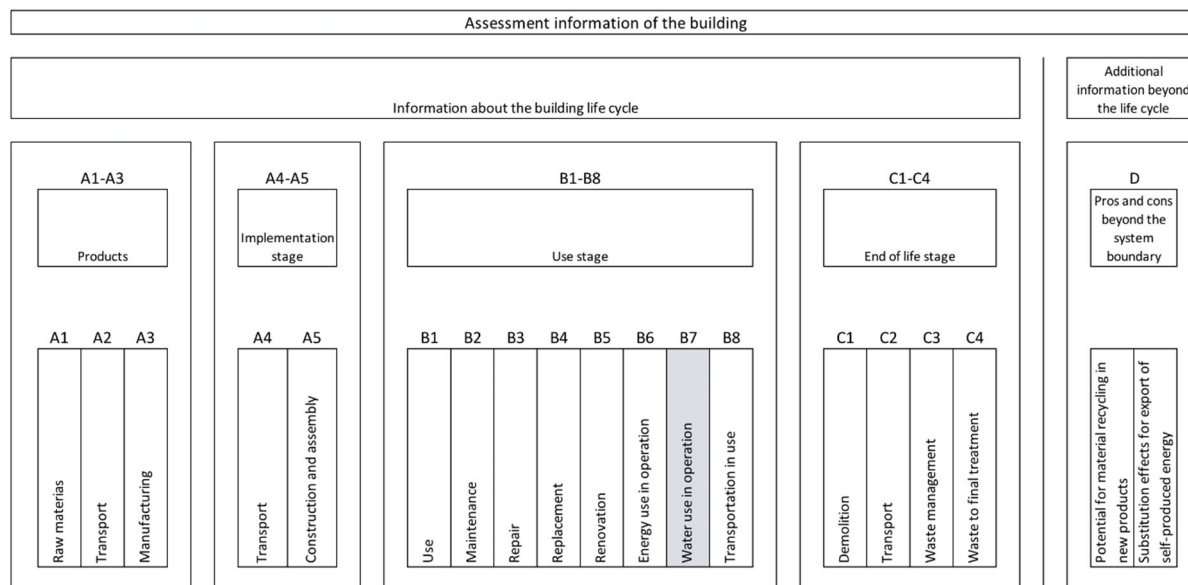 Assessment information of the building
Information about the building life cycle
Additional
information beyond
the life cycle
A1-A3
Products
A4-A5
Implementation
stage
B1-B8
Use stage
C1-C4
End of life stage
D
Pros and cons
beyond the
system
boundary
A1
A2
A3
A4
A5
B1
B2
B3
B4
B5
B6
B7
B8
C1
C2
C3
C4
Raw materias
Transport
Manufacturing
Transport
Construction and assembly
Use
Maintenance
Repair
Replacement
Renovation
Energy use in operation
Water use in operation
Transportation in use
Demolition
Transport
Waste management
Waste to final treatment
Potential for material recycling in
new products
Substitution effects for export of
self-produced energy